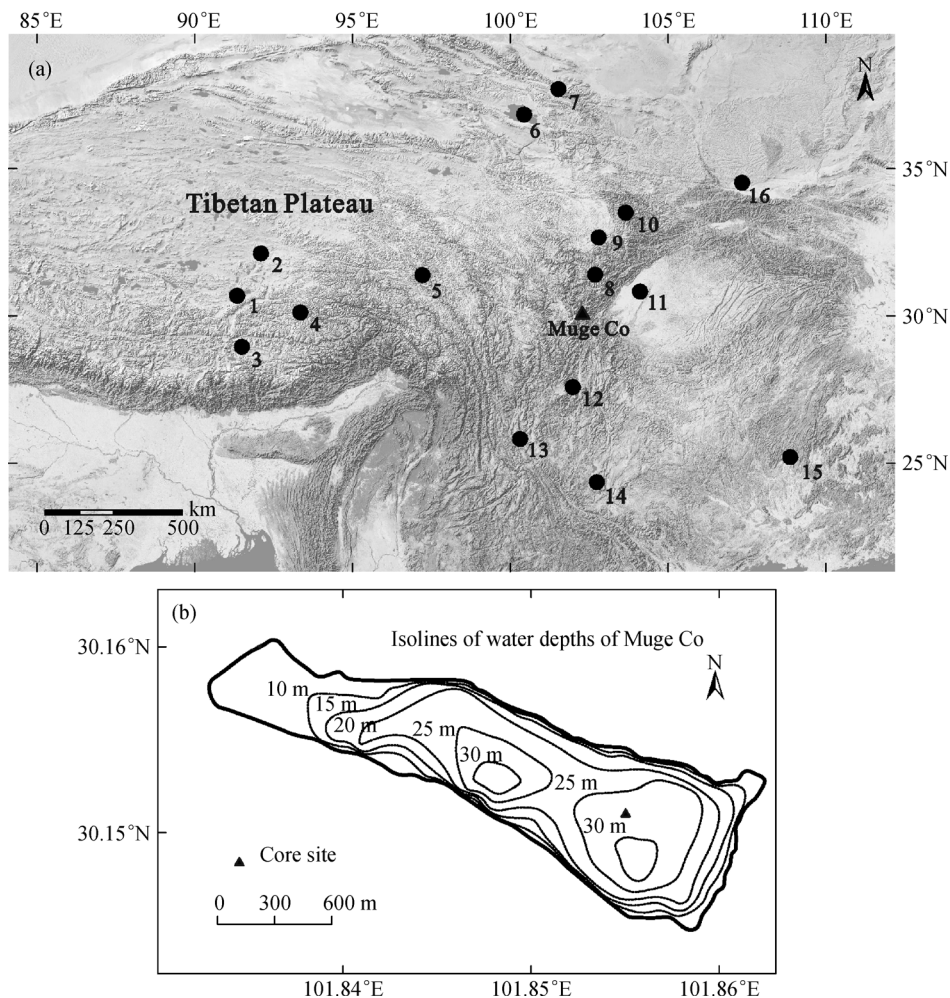 85°E 90°E 95°E 100°E 105°E 110°E
(a)
N
7
6
35°N
16
Tibetan Plateau
10
9
2
5
8
1
11
4
30°N
Muge Co
3
12
13
25°N
15
14
km
0 125 250 500
(b)
Isolines of water depths of Muge Co
30.16°N
N
10 m
15 m
20 m
25 m
30 m
25 m
30 m
30.15°N
Core site
0 300 600 m
101.84°E 101.85°E 101.86°E